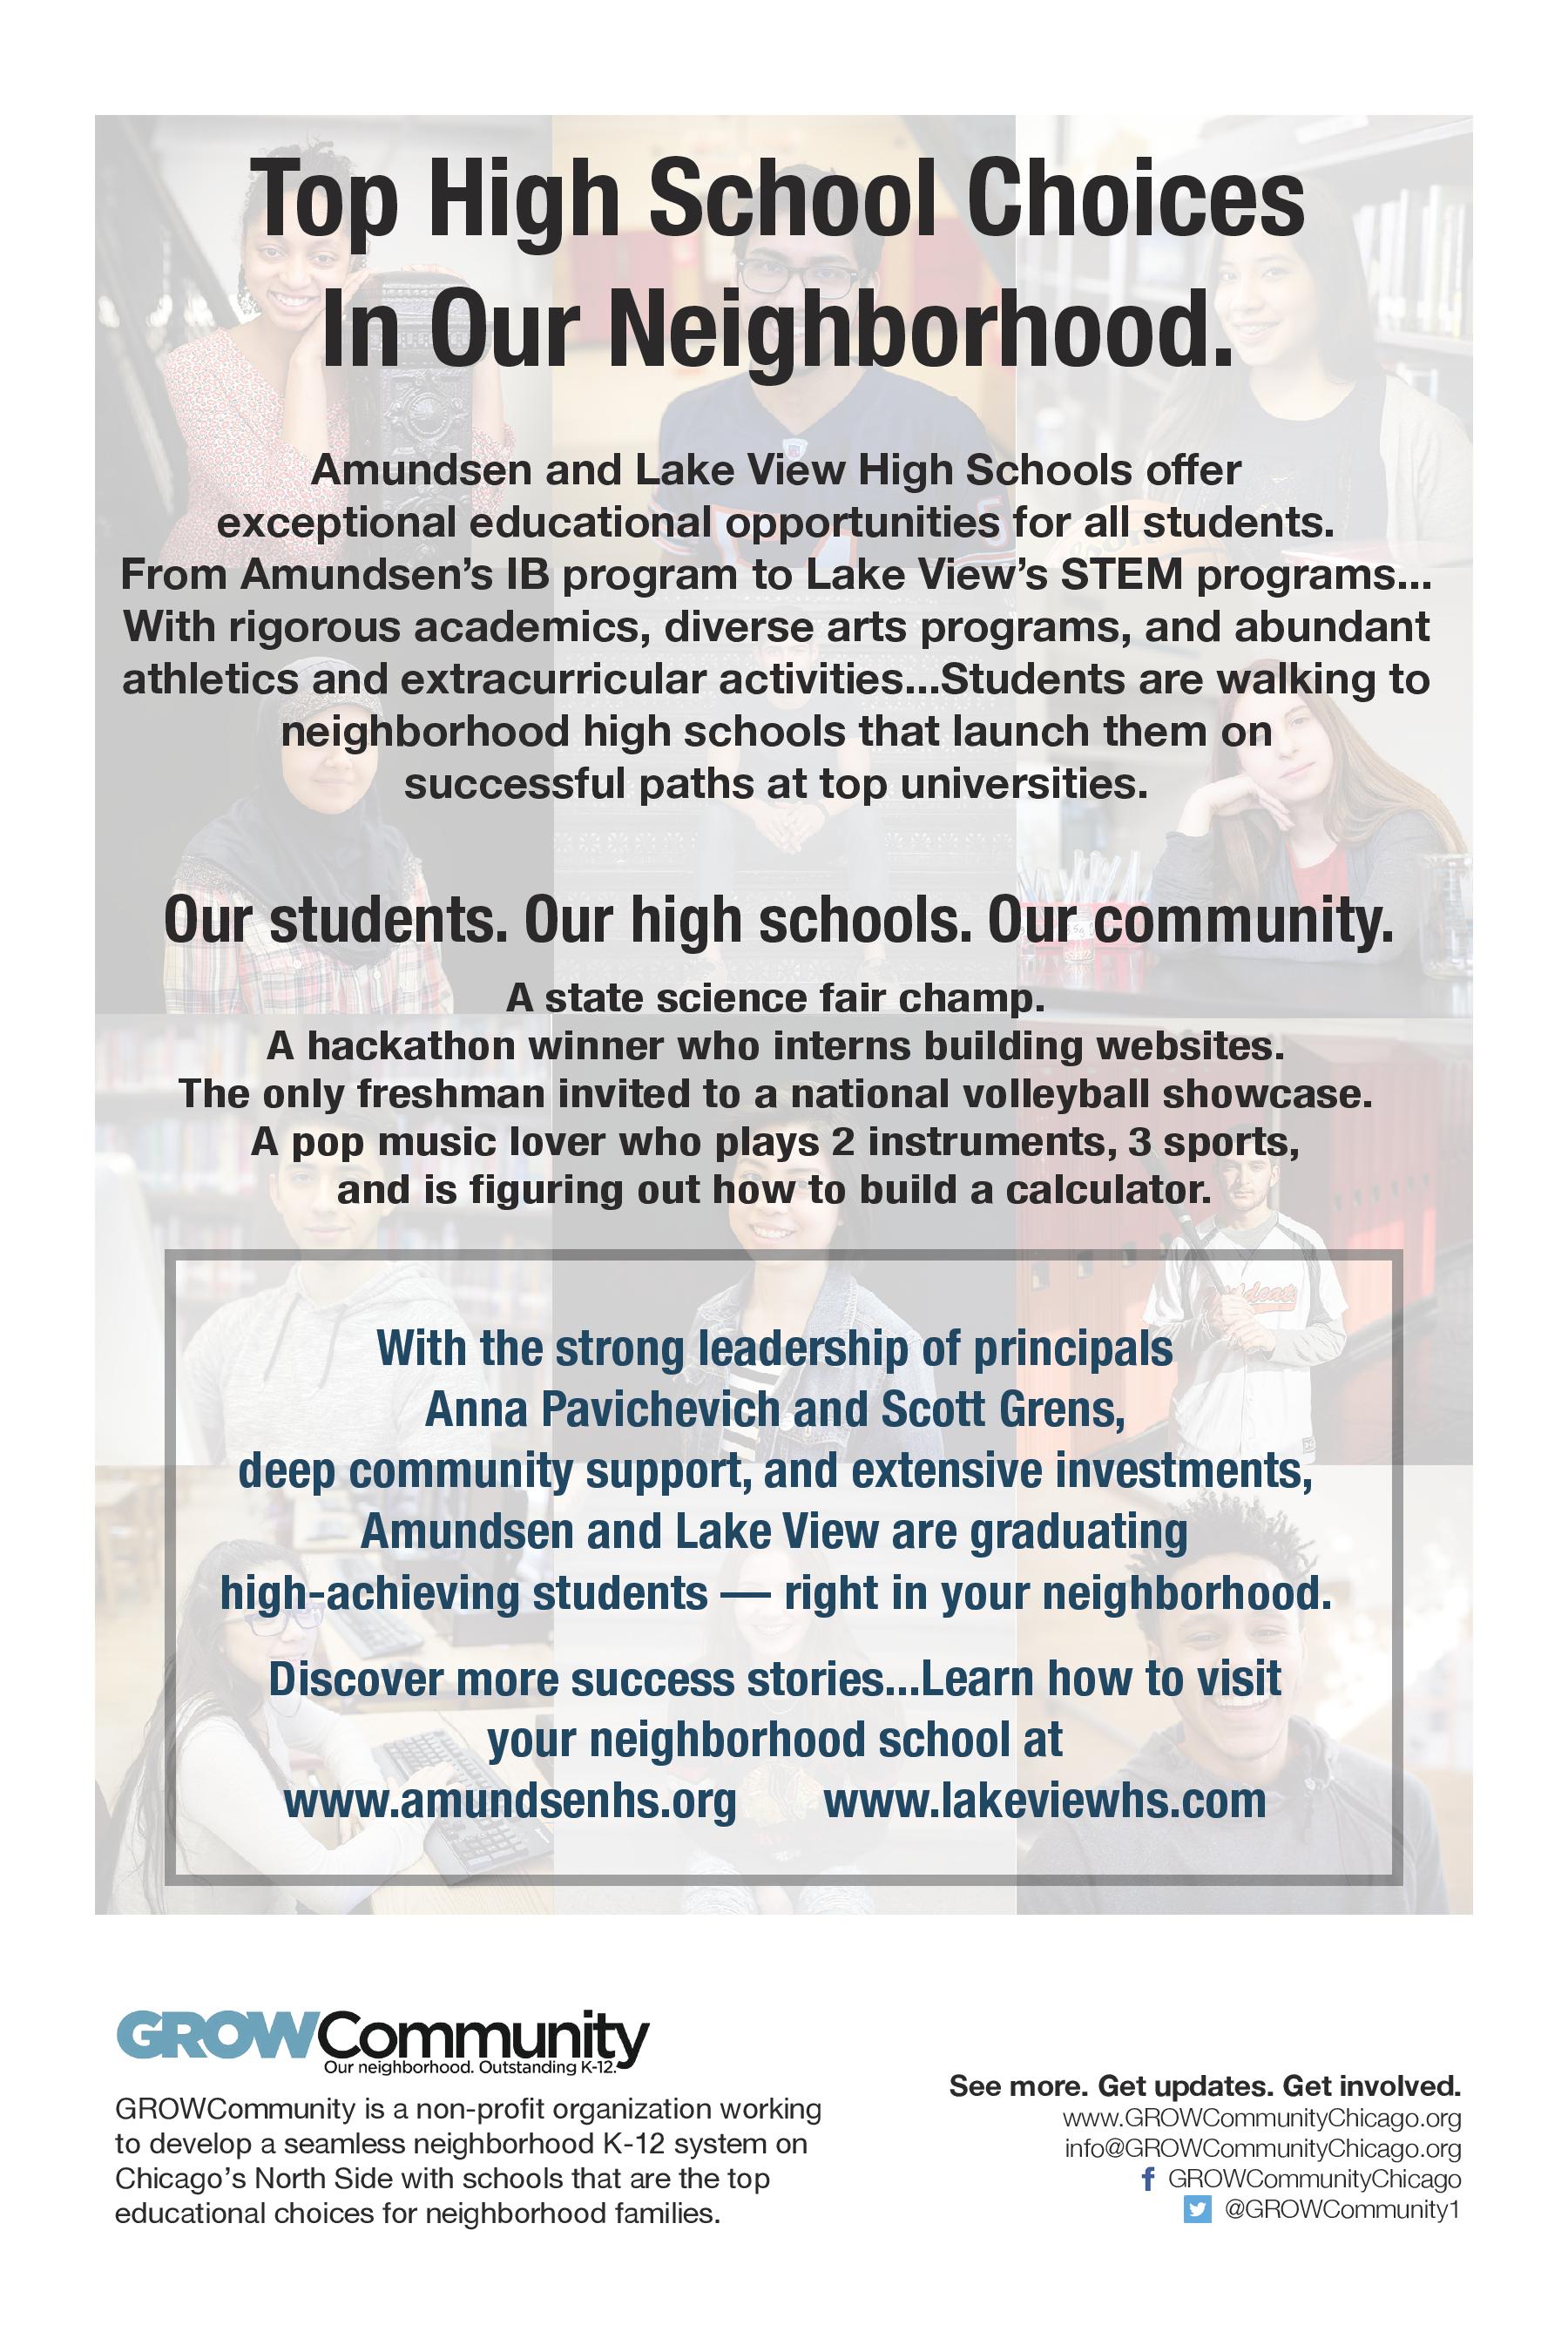 Top High School Choices
In Our Neighborhood.
Amundsen and Lake View High Schools offer
exceptional educational opportunities for all students.
From Amundsen’s IB program to Lake View’s STEM programs...
With rigorous academics, diverse arts programs, and abundant
athletics and extracurricular activities...Students are walking to
neighborhood high schools that launch them on
successful paths at top universities.
Our students. Our high schools. Our community.
A state science fair champ.
A hackathon winner who interns building websites.
The only freshman invited to a national volleyball showcase.
A pop music lover who plays 2 instruments, 3 sports,
and is figuring out how to build a calculator.
With the strong leadership of principals
Anna Pavichevich and Scott Grens,
deep community support, and extensive investments,
Amundsen and Lake View are graduating
high-achieving students — right in your neighborhood.
Discover more success stories...Learn how to visit
your neighborhood school at
www.amundsenhs.org www.lakeviewhs.com
GROWCommunity
Our neighborhood. Outstanding K-12.
GROWCommunity is a non-profit organization working
to develop a seamless neighborhood K-12 system on
Chicago’s North Side with schools that are the top
educational choices for neighborhood families.
See more. Get updates. Get involved.
www.GROWCommunityChicago.org
info@GROWCommunityChicago.org
GROWCommunityChicago
@GROWCommunity1